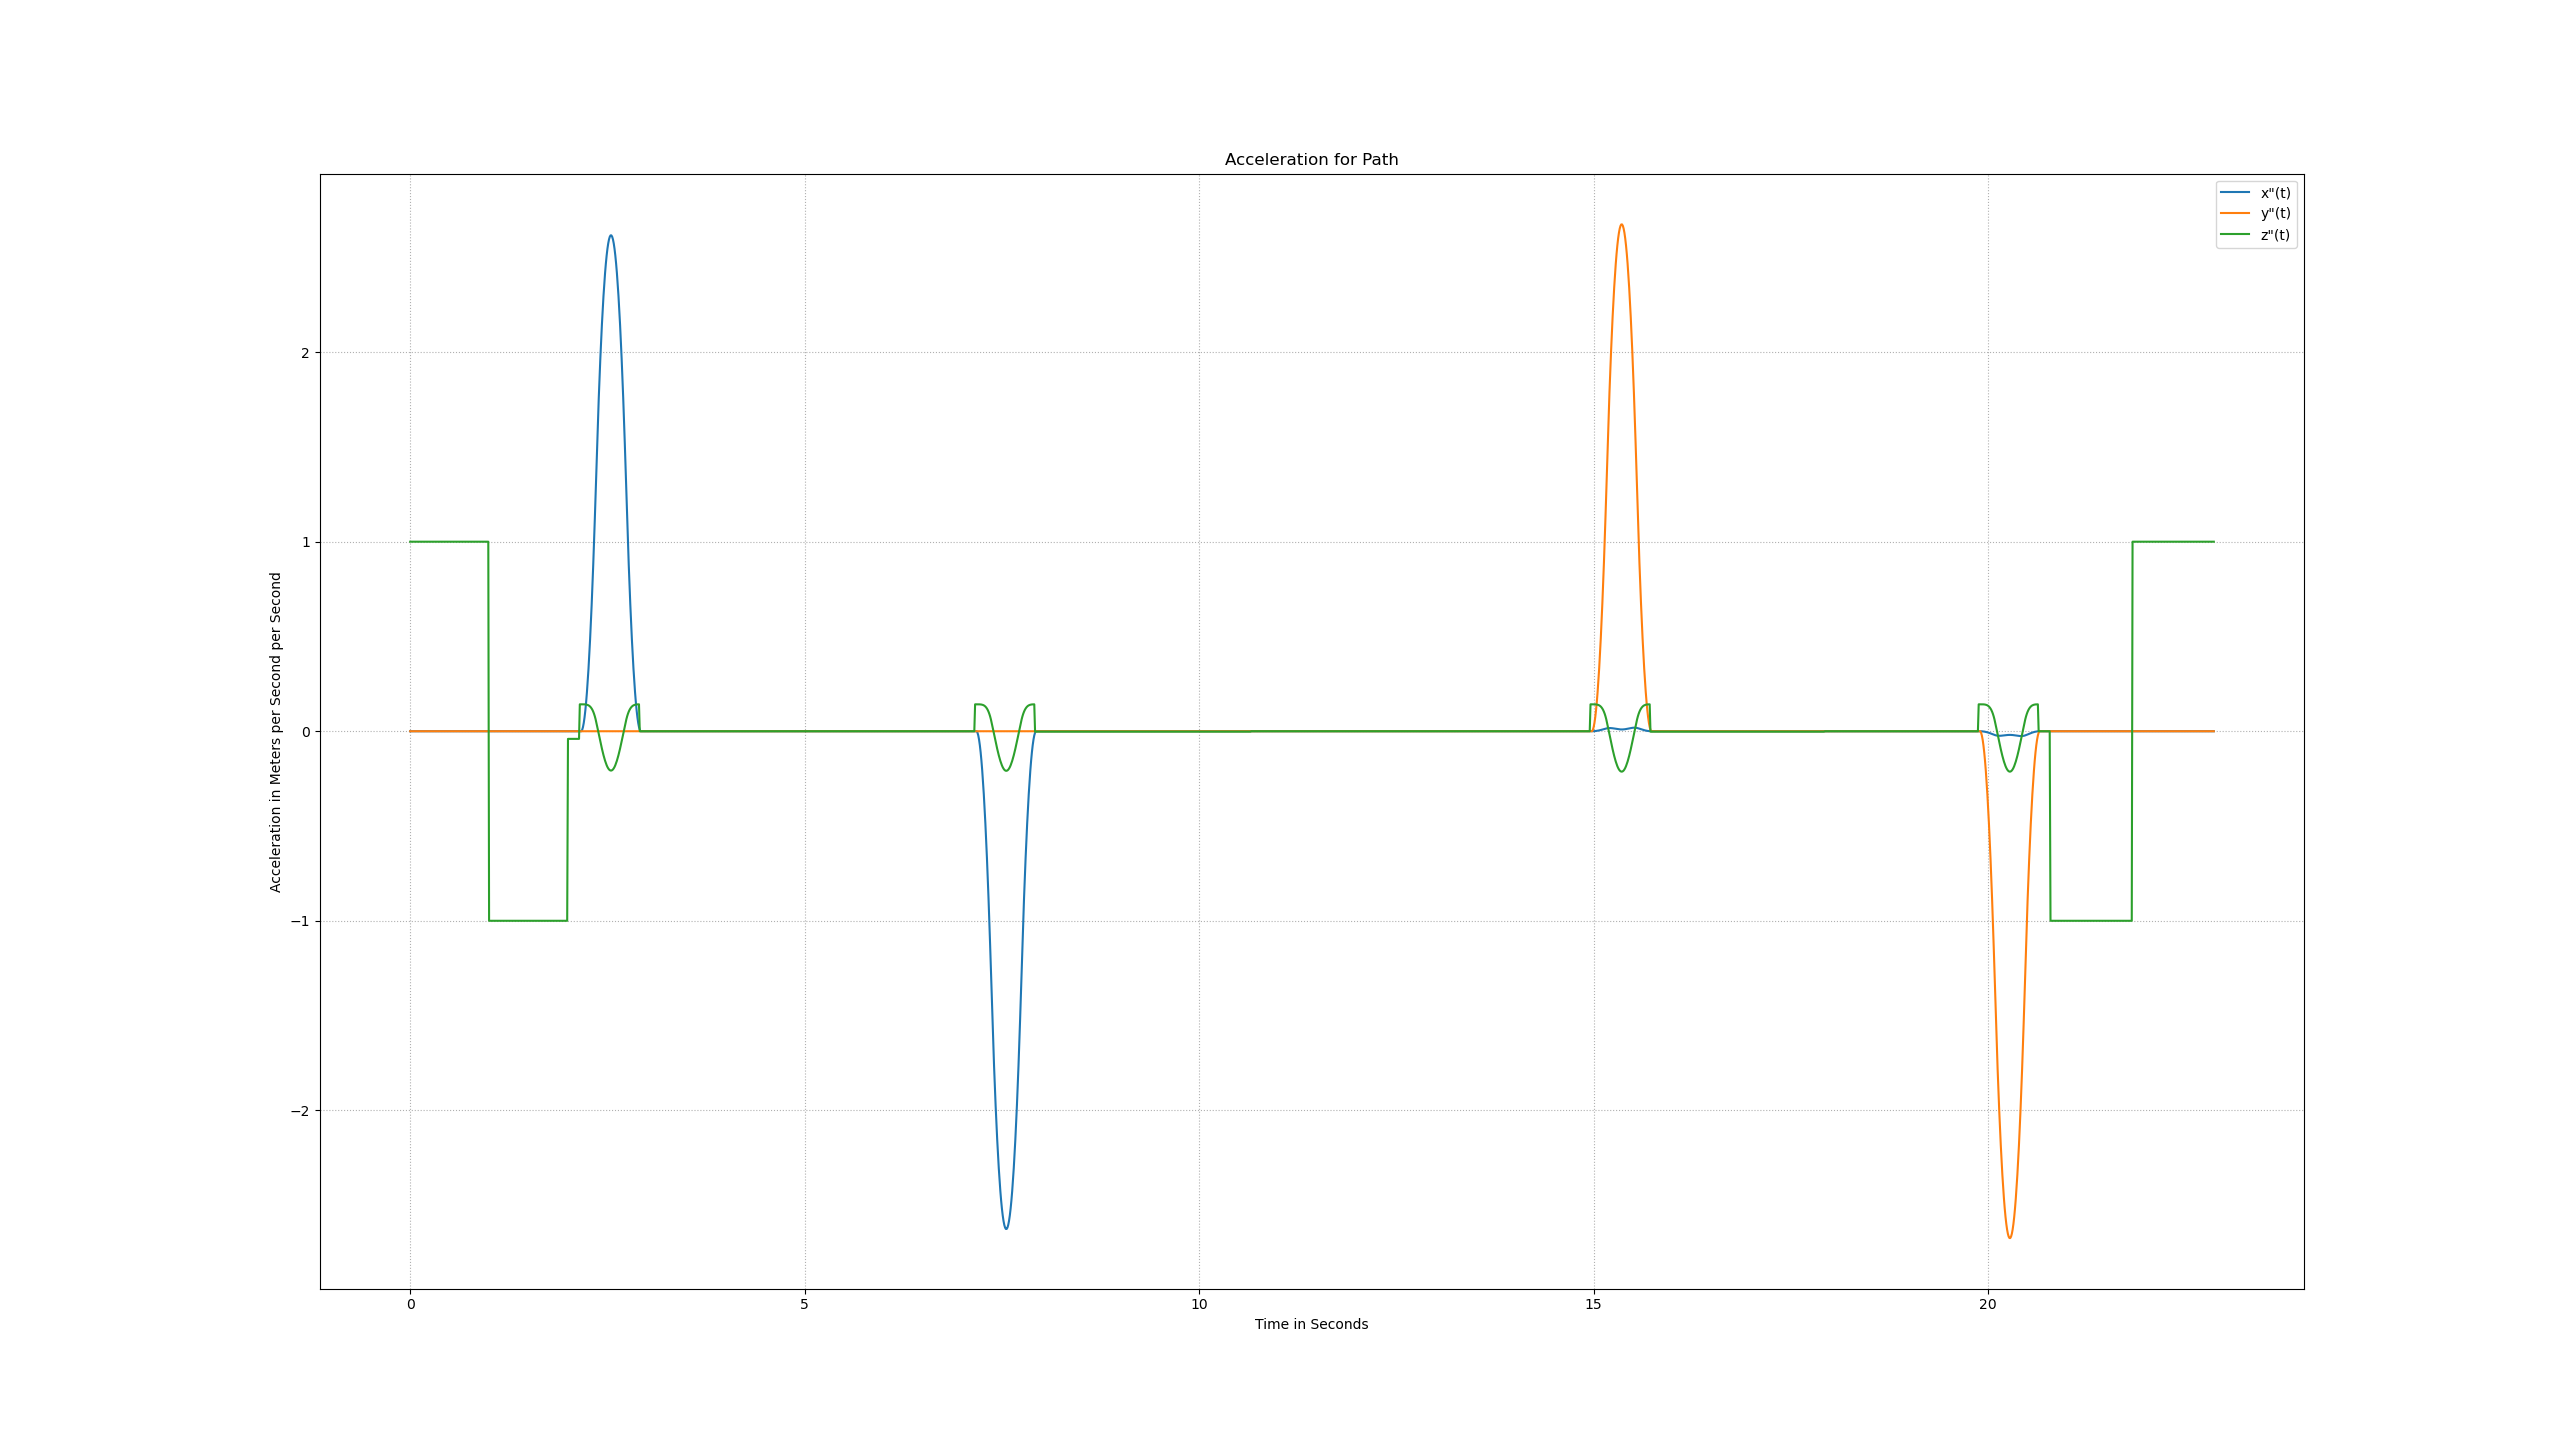 Acceleration for Path
x"(t)
y"(t)
z"(t)
2
1
0
−1
−2
Acceleration in Meters per Second per Second
0
5
10
15
20
Time in Seconds